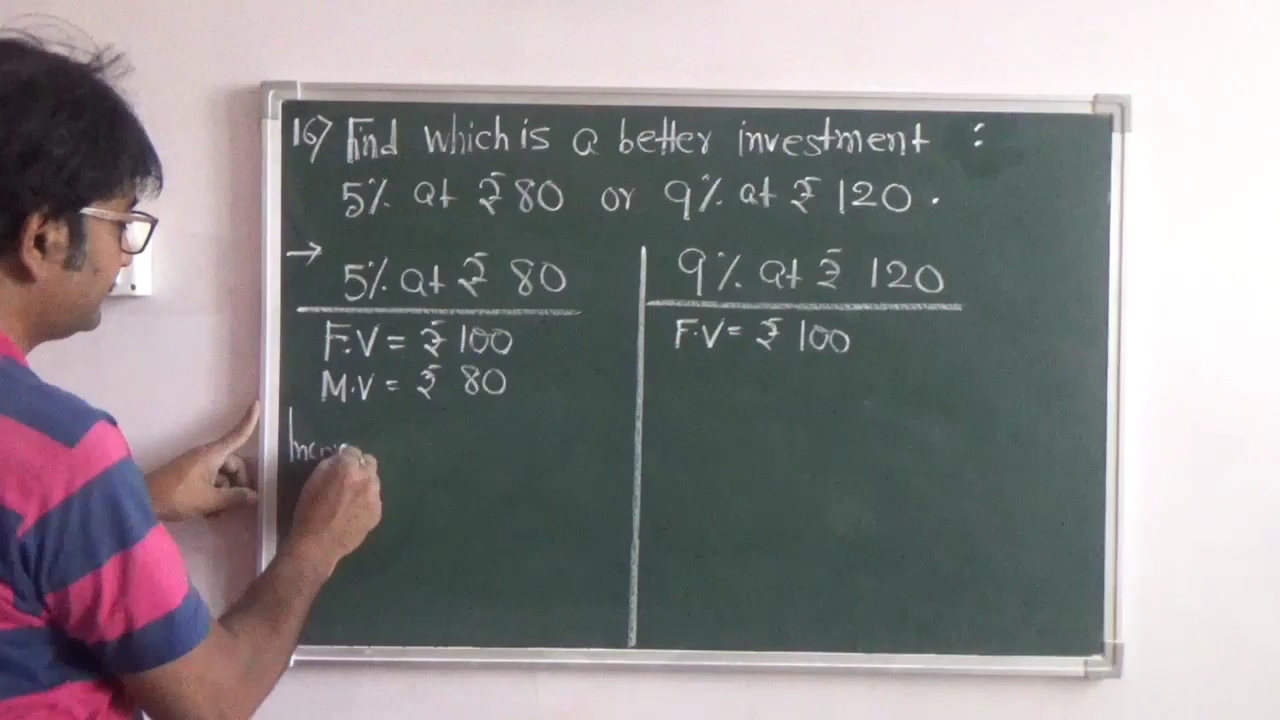 16) Find which is a better investment :
5% at ₹ 80 or 9% at ₹ 120.
→ 5% at ₹ 80
F.V = ₹ 100
M.V = ₹ 80
9% at ₹ 120
F.V = ₹ 100